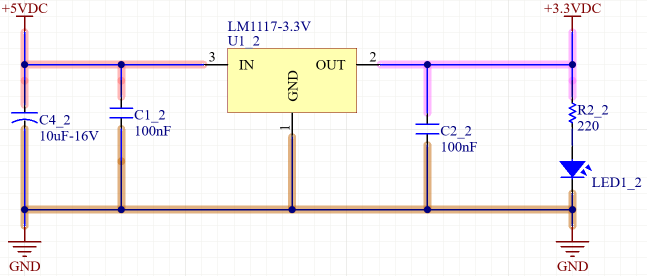 +5VDC
LM1117-3.3V
U1_2
+3.3VDC
3
IN
OUT
2
GND
1
C4_2
10uF-16V
C1_2
100nF
C2_2
100nF
R2_2
220
LED1_2
GND
GND